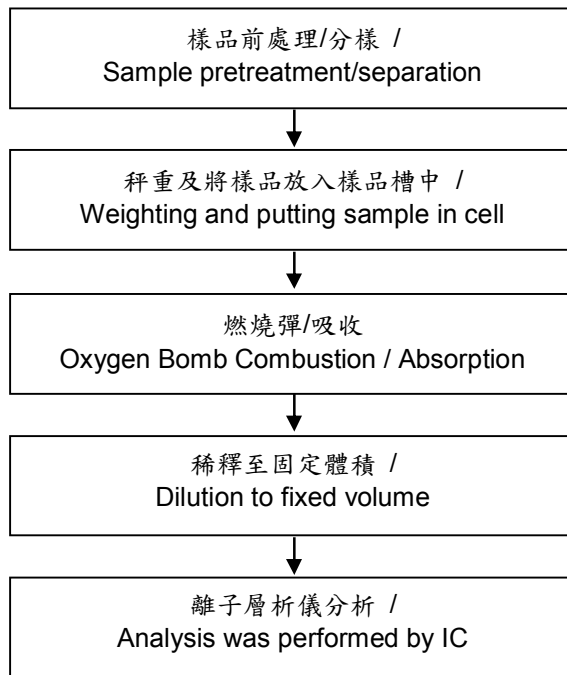 樣品前處理/分樣 /
Sample pretreatment/separation
秤重及將樣品放入樣品槽中 /
Weighting and putting sample in cell
燃燒彈/吸收
Oxygen Bomb Combustion / Absorption
稀釋至固定體積 /
Dilution to fixed volume
離子層析儀分析 /
Analysis was performed by IC